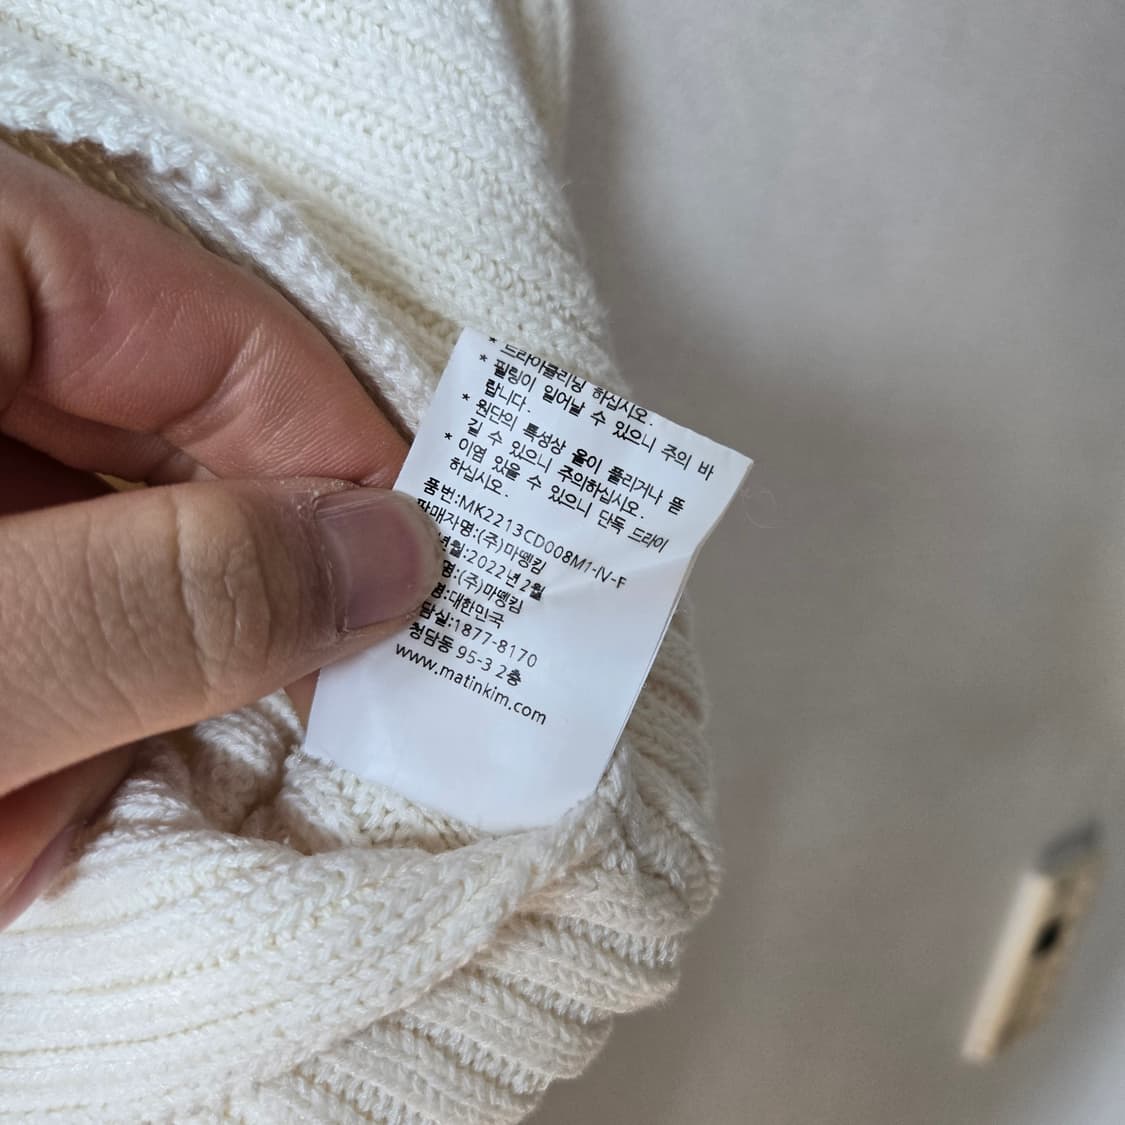 * 드라이클리닝 하십시오.
* 필링이 일어날 수 있으니 주의 바
랍니다.
* 원단의 특성상 올이 풀리거나 뜯
길 수 있으니 주의하십시오.
* 이염 있을 수 있으니 단독 드라이
하십시오.
품번:MK2213CD008M1-IV-F
판매자명:(주)마뗑킴
년월:2022년 2월
명:(주)마뗑킴
명:대한민국
담실:1877-8170
청담동 95-3 2층
www.matinkim.com